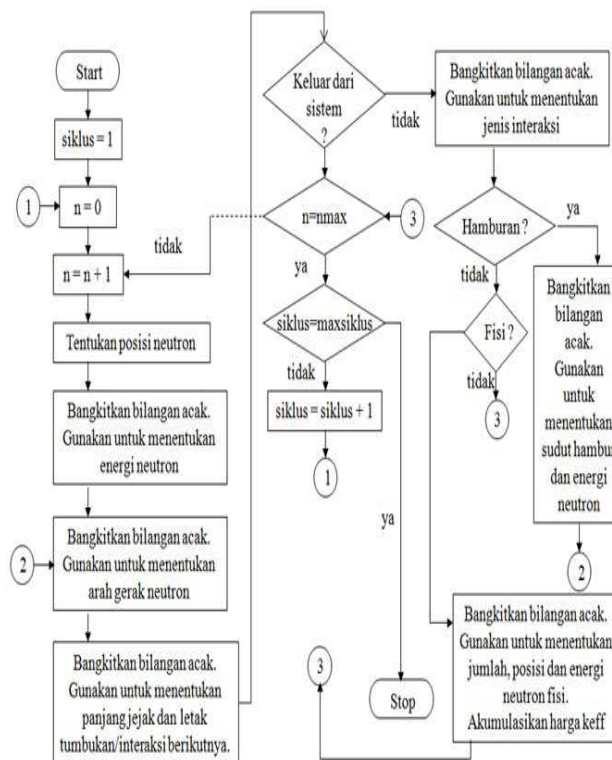 Start
siklus = 1
1
n = 0
n = n + 1
Tentukan posisi neutron
Bangkitkan bilangan acak.
Gunakan untuk menentukan
energi neutron
2
Bangkitkan bilangan acak.
Gunakan untuk menentukan
arah gerak neutron
Bangkitkan bilangan acak.
Gunakan untuk menentukan
panjang jejak dan letak
tumbukan/interaksi berikutnya.
Keluar dari
sistem
?
tidak
n=nmax
3
tidak
ya
siklus=maxsiklus
tidak
siklus = siklus + 1
1
ya
Stop
Bangkitkan bilangan acak.
Gunakan untuk menentukan
jenis interaksi
Hamburan ?
ya
tidak
Fisi ?
tidak
3
Bangkitkan
bilangan
acak.
Gunakan
untuk
menentukan
sudut hambur
dan energi
neutron
2
Bangkitkan bilangan acak.
Gunakan untuk menentukan
jumlah, posisi dan energi
neutron fisi.
Akumulasikan harga keff
3